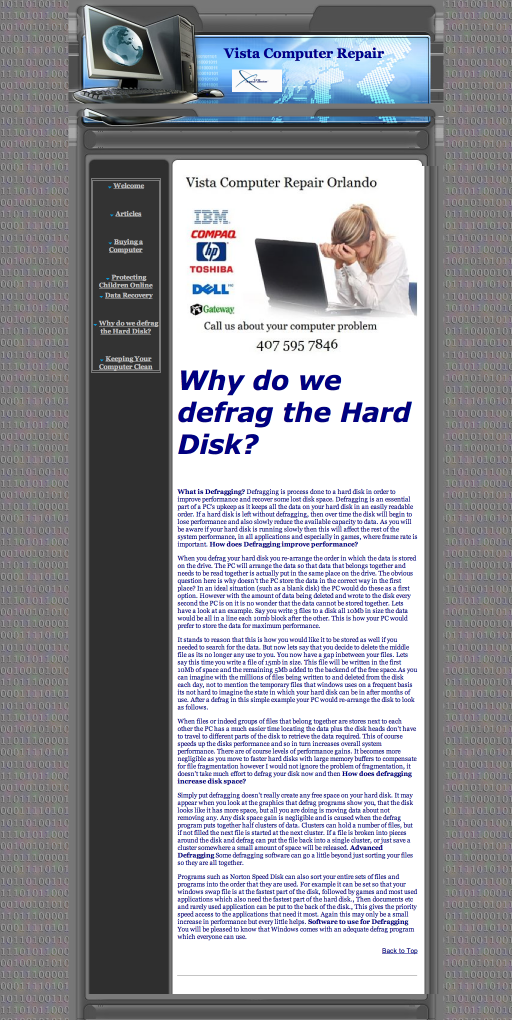 Vista Computer Repair
Welcome
Articles
Buying a
Computer
Protecting
Children Online
Data Recovery
Why do we defrag
the Hard Disk?
Keeping Your
Computer Clean
Vista Computer Repair Orlando
IBM
COMPAQ
hp
TOSHIBA
DELL
Gateway
Call us about your computer problem
407 595 7846
Why do we
defrag the Hard
Disk?
What is Defragging? Defragging is process done to a hard disk in order to
improve performance and recover some lost disk space. Defragging is an essential
part of a PC's upkeep as it keeps all the data on your hard disk in an easily readable
order. If a hard disk is left without defragging, then over time the disk will begin to
lose performance and also slowly reduce the available capacity to data. As you will
be aware if your hard disk is running slowly then this will affect the rest of the
system performance, in all applications and especially in games, where frame rate is
important. How does Defragging improve performance?
When you defrag your hard disk you re-arrange the order in which the data is stored
on the drive. The PC will arrange the data so that data that belongs together and
needs to be read together is actually put in the same place on the drive. The obvious
question here is why doesn't the PC store the data in the correct way in the first
place? In an ideal situation (such as a blank disk) the PC would do these as a first
option. However with the amount of data being deleted and wrote to the disk every
second the PC is on it is no wonder that the data cannot be stored together. Lets
have a look at an example. Say you write 3 files to a disk all 10Mb in size the data
would be all in a line each 10mb block after the other. This is how your PC would
prefer to store the data for maximum performance.
It stands to reason that this is how you would like it to be stored as well if you
needed to search for the data. But now lets say that you decide to delete the middle
file as its no longer any use to you. You now have a gap inbetween your files. Lets
say this time you write a file of 15mb in size. This file will be written in the first
10Mb of space and the remaining 5Mb added to the backend of the free space.As you
can imagine with the millions of files being written to and deleted from the disk
each day, not to mention the temporary files that windows uses on a frequent basis
its not hard to imagine the state in which your hard disk can be in after months of
use. After a defrag in this simple example your PC would re-arrange the disk to look
as follows.
When files or indeed groups of files that belong together are stores next to each
other the PC has a much easier time locating the data plus the disk heads don't have
to travel to different parts of the disk to retrieve the data required. This of course
speeds up the disks performance and so in turn increases overall system
performance. There are of course levels of performance gains. It becomes more
negligible as you move to faster hard disks with large memory buffers to compensate
for file fragmentation however I would not ignore the problem of fragmentation, it
doesn't take much effort to defrag your disk now and then How does defragging
increase disk space?
Simply put defragging doesn't really create any free space on your hard disk. It may
appear when you look at the graphics that defrag programs show you, that the disk
looks like it has more space, but all you are doing is moving data about not
removing any. Any disk space gain is negligible and is caused when the defrag
program puts together half clusters of data. Clusters can hold a number of files, but
if not filled the next file is started at the next cluster. If a file is broken into pieces
around the disk and defrag can put the file back into a single cluster, or just save a
cluster somewhere a small amount of space will be released. Advanced
Defragging Some defragging software can go a little beyond just sorting your files
so they are all together.
Programs such as Norton Speed Disk can also sort your entire sets of files and
programs into the order that they are used. For example it can be set so that your
windows swap file is at the fastest part of the disk, followed by games and most used
applications which also need the fastest part of the hard disk., Then documents etc
and rarely used application can be put to the back of the disk., This gives the priority
speed access to the applications that need it most. Again this may only be a small
increase in performance but every little helps. Software to use for Defragging
You will be pleased to know that Windows comes with an adequate defrag program
which everyone can use.
Back to Top